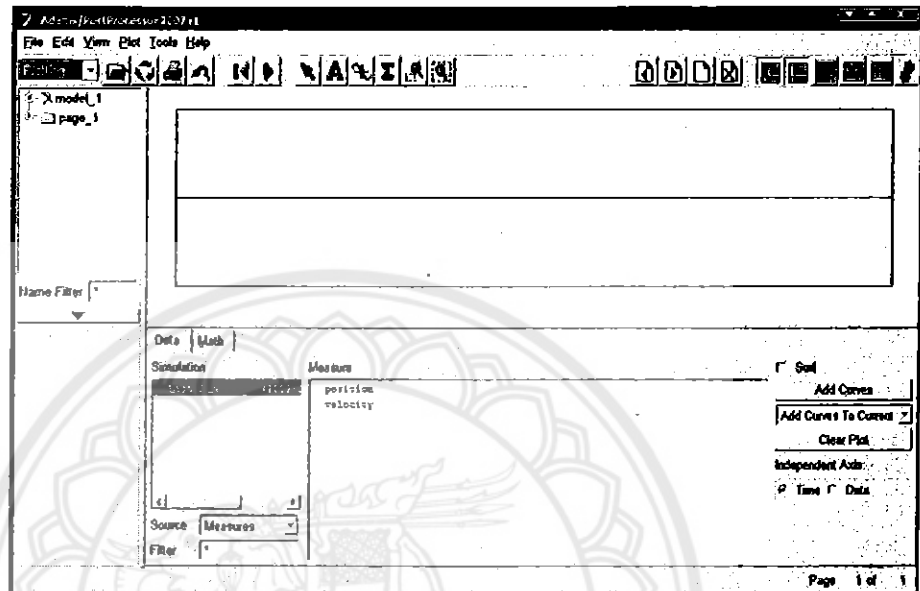 File Edit View Plot Tools Help
model_1
page_1
Name Filter *
Data Math
Simulation
Measure
position
velocity
Source Measures
Filter *
Surf
Add Curves
Add Curves To Current
Clear Plot
Independent Axis:
Time Data
Page 1 of 1